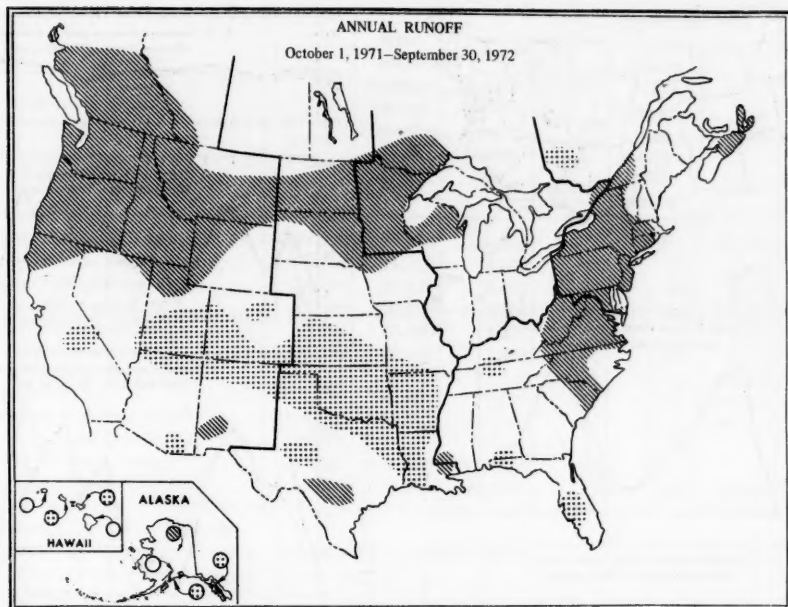 ANNUAL RUNOFF
October 1, 1971–September 30, 1972
ALASKA
HAWAII